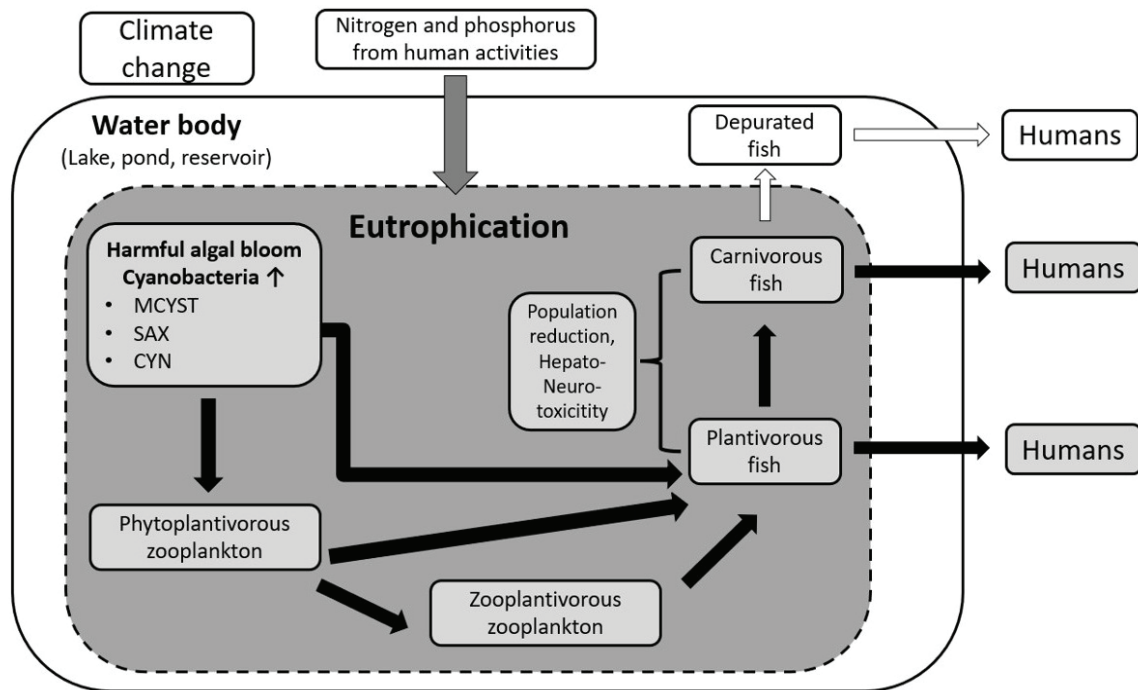 Climate
change
Nitrogen and phosphorus
from human activities
Water body
(Lake, pond, reservoir)
Depurated
fish
Humans
Eutrophication
Harmful algal bloom
Cyanobacteria ↑
• MCYST
• SAX
• CYN
Carnivorous
fish
Humans
Population
reduction,
Hepato-
Neuro-
toxicitity
Plantivorous
fish
Humans
Phytoplantivorous
zooplankton
Zooplantivorous
zooplankton